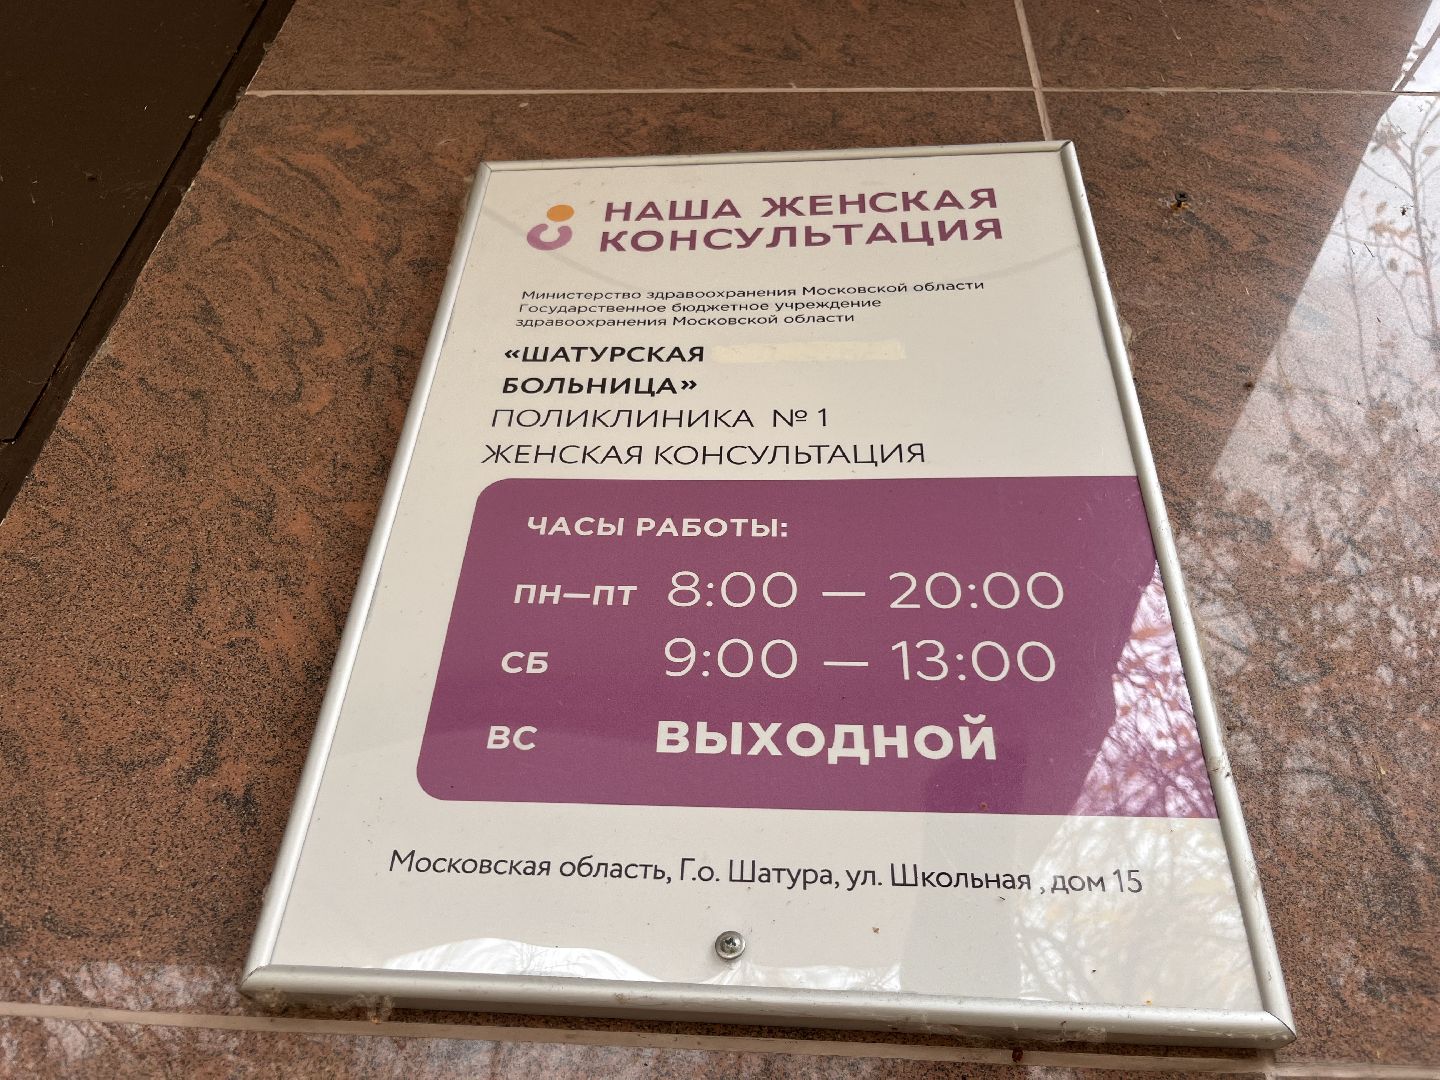 НАША ЖЕНСКАЯ
КОНСУЛЬТАЦИЯ
Министерство здравоохранения Московской области
Государственное бюджетное учреждение
здравоохранения Московской области
«ШАТУРСКАЯ
БОЛЬНИЦА»
ПОЛИКЛИНИКА № 1
ЖЕНСКАЯ КОНСУЛЬТАЦИЯ
ЧАСЫ РАБОТЫ:
ПН—ПТ 8:00 — 20:00
СБ 9:00 — 13:00
ВС ВЫХОДНОЙ
Московская область, Г.о. Шатура, ул. Школьная , дом 15